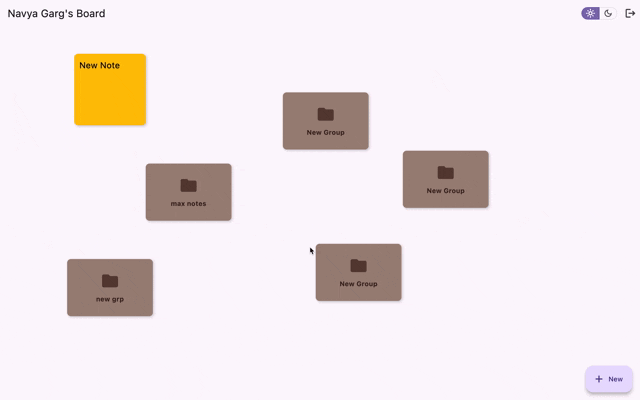 Navya Garg's Board
New Note
New Group
New Group
max notes
New Group
new grp
+ New